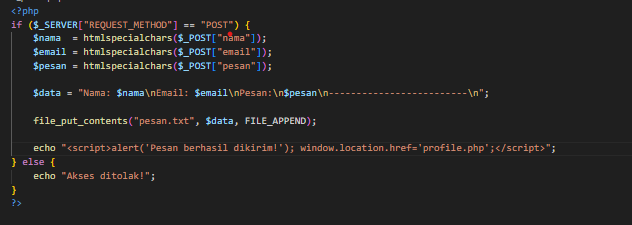 <?php
if ($_SERVER["REQUEST_METHOD"] == "POST") {
$nama = htmlspecialchars($_POST["nama"]);
$email = htmlspecialchars($_POST["email"]);
$pesan = htmlspecialchars($_POST["pesan"]);
$data = "Nama: $nama\nEmail: $email\nPesan:\n$pesan\n-------------------------\n";
file_put_contents("pesan.txt", $data, FILE_APPEND);
echo "<script>alert('Pesan berhasil dikirim!'); window.location.href='profile.php';</script>";
} else {
echo "Akses ditolak!";
}
?>